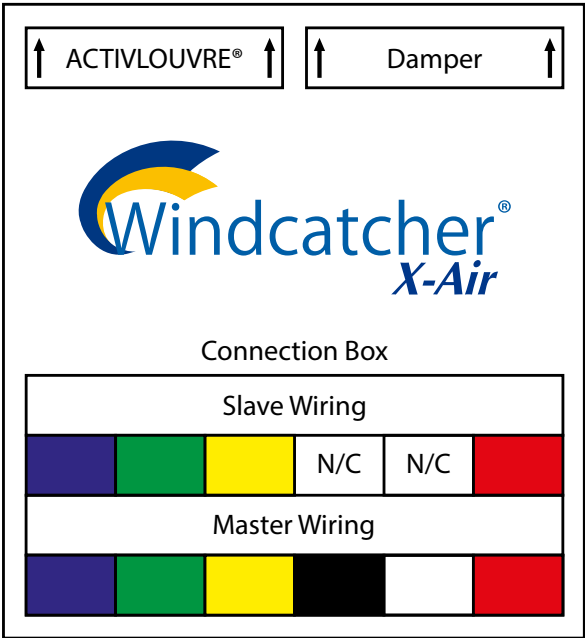 ACTIVLOUVRE® Damper
Windcatcher®
X-Air
Connection Box
Slave Wiring
N/C N/C
Master Wiring